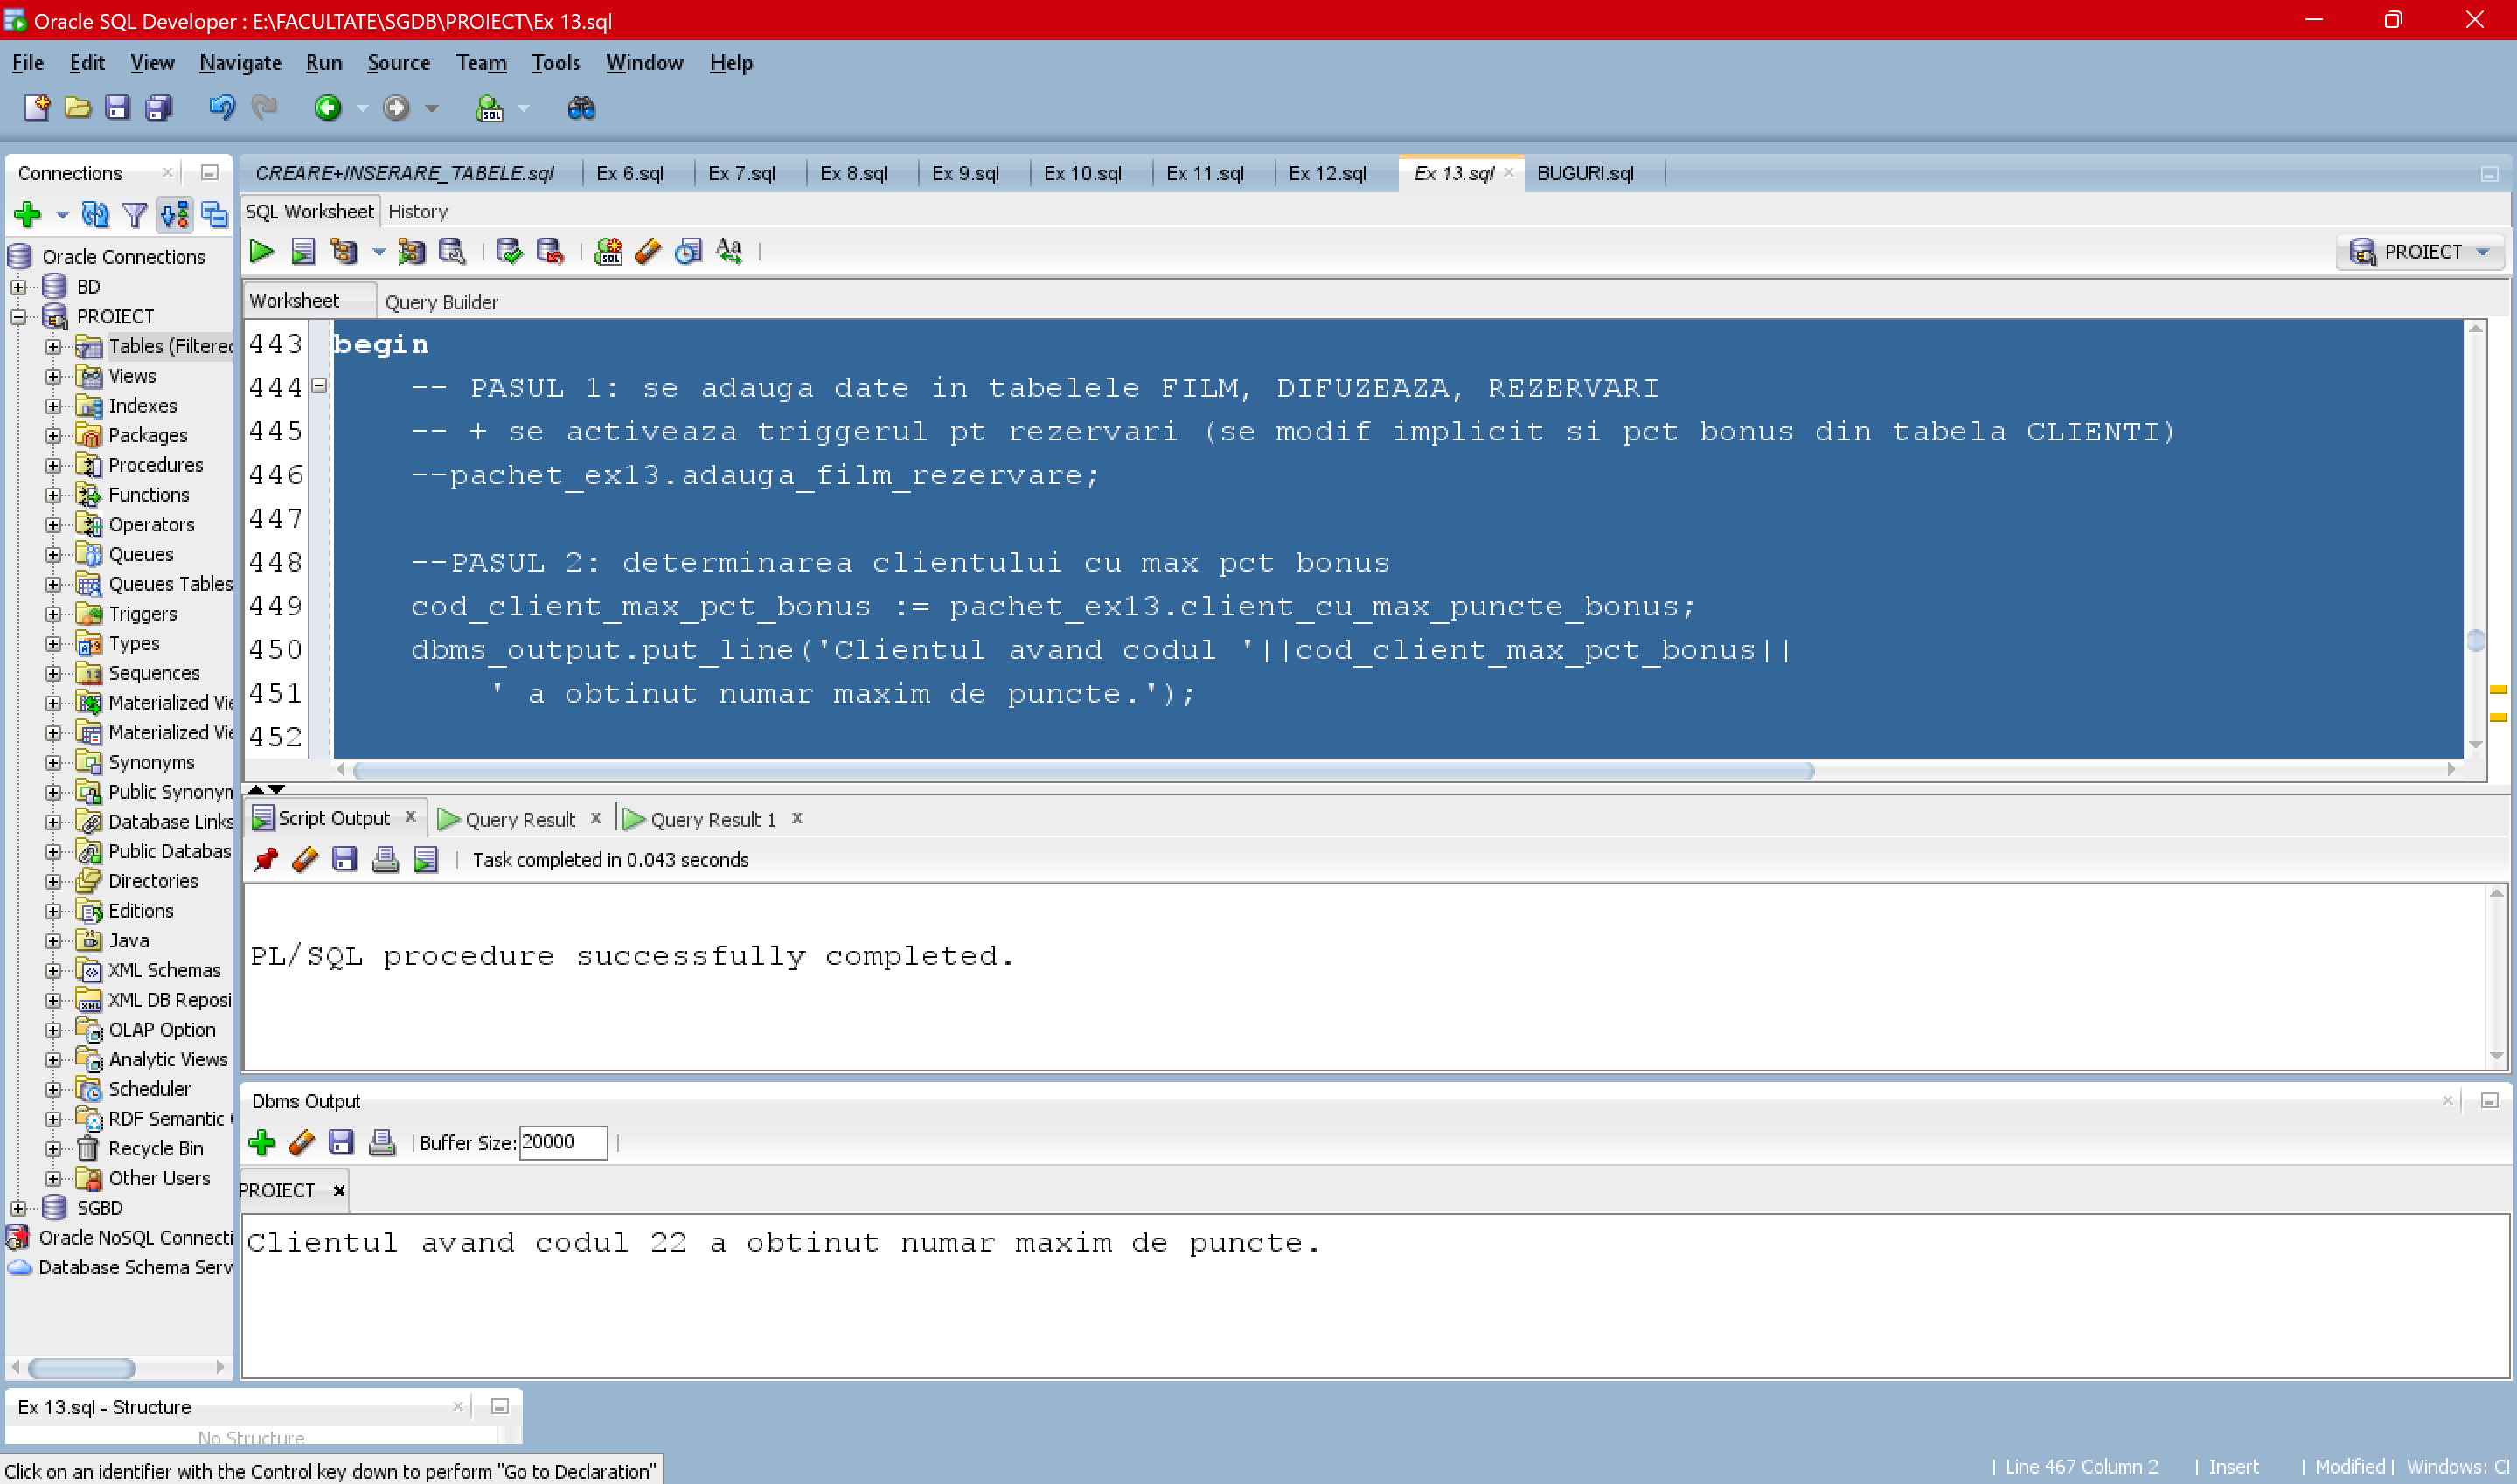 Oracle SQL Developer : E:\FACULTATE\SGDB\PROIECT\Ex 13.sql
File Edit View Navigate Run Source Team Tools Window Help
Connections
CREARE+INSERARE_TABELE.sql Ex 6.sql Ex 7.sql Ex 8.sql Ex 9.sql Ex 10.sql Ex 11.sql Ex 12.sql Ex 13.sql BUGURI.sql
SQL Worksheet History
PROIECT
Worksheet Query Builder
Oracle Connections
BD
PROIECT
Tables (Filtered
Views
Indexes
Packages
Procedures
Functions
Operators
Queues
Queues Tables
Triggers
Types
Sequences
Materialized Vie
Materialized Vie
Synonyms
Public Synonym
Database Links
Public Databas
Directories
Editions
Java
XML Schemas
XML DB Reposi
OLAP Option
Analytic Views
Scheduler
RDF Semantic
Recycle Bin
Other Users
SGBD
Oracle NoSQL Connecti
Database Schema Serv
443 begin
444 -- PASUL 1: se adauga date in tabelele FILM, DIFUZEAZA, REZERVARI
445 -- + se activeaza triggerul pt rezervari (se modif implicit si pct bonus din tabela CLIENTI)
446 --pachet_ex13.adauga_film_rezervare;
447
448 --PASUL 2: determinarea clientului cu max pct bonus
449 cod_client_max_pct_bonus := pachet_ex13.client_cu_max_puncte_bonus;
450 dbms_output.put_line('Clientul avand codul '||cod_client_max_pct_bonus||
451 ' a obtinut numar maxim de puncte.');
452
Script Output x Query Result x Query Result 1 x
Task completed in 0.043 seconds
PL/SQL procedure successfully completed.
Dbms Output
Buffer Size: 20000
PROIECT x
Clientul avand codul 22 a obtinut numar maxim de puncte.
Ex 13.sql - Structure
No Structure
Click on an identifier with the Control key down to perform "Go to Declaration"
| Line 467 Column 2 | Insert | Modified | Windows: Cl